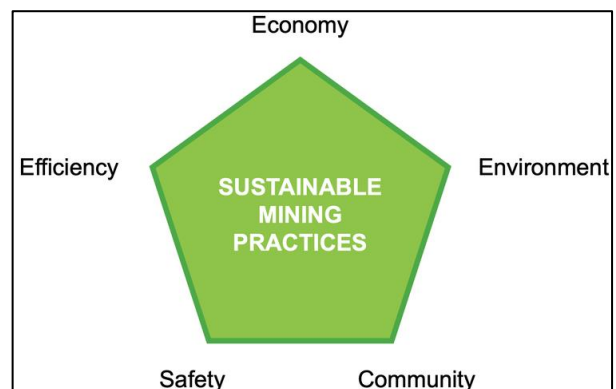 Economy
Efficiency
Environment
SUSTAINABLE
MINING
PRACTICES
Safety
Community